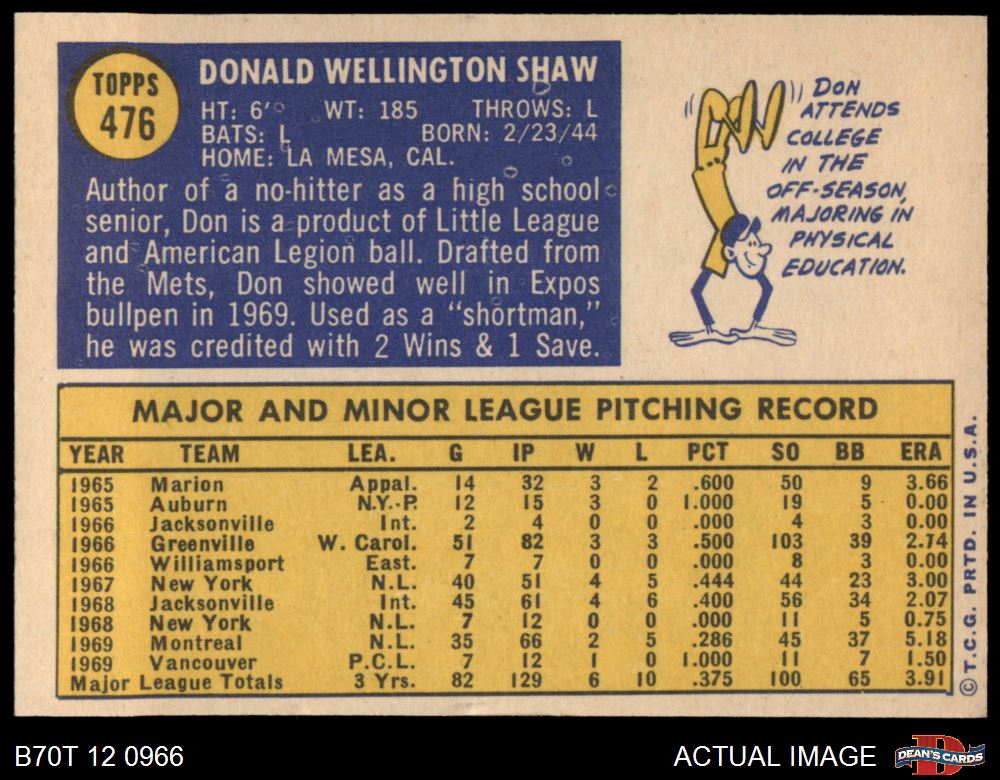 TOPPS
476
DONALD WELLINGTON SHAW
HT: 6' WT: 185 THROWS: L
BATS: L BORN: 2/23/44
HOME: LA MESA, CAL.
Author of a no-hitter as a high school
senior, Don is a product of Little League
and American Legion ball. Drafted from
the Mets, Don showed well in Expos
bullpen in 1969. Used as a "shortman,"
he was credited with 2 Wins & 1 Save.
DON
ATTENDS
COLLEGE
IN THE
OFF-SEASON,
MAJORING IN
PHYSICAL
EDUCATION.
MAJOR AND MINOR LEAGUE PITCHING RECORD
YEAR TEAM LEA. G IP W L PCT SO BB ERA
1965 Marion Appal. 14 32 3 2 .600 50 9 3.66
1965 Auburn N.Y.-P. 12 15 3 0 1.000 19 5 0.00
1966 Jacksonville Int. 2 4 0 0 .000 4 3 0.00
1966 Greenville W. Carol. 51 82 3 3 .500 103 39 2.74
1966 Williamsport East. 7 7 0 0 .000 8 3 0.00
1967 New York N.L. 40 51 4 5 .444 44 23 3.00
1968 Jacksonville Int. 45 61 4 6 .400 56 34 2.07
1968 New York N.L. 7 12 0 0 .000 11 5 0.75
1969 Montreal N.L. 35 66 2 5 .286 45 37 5.18
1969 Vancouver P.C.L. 7 12 1 0 1.000 11 7 1.50
Major League Totals 3 Yrs. 82 129 6 10 .375 100 65 3.91
© T.C.G. PRTD. IN U.S.A.
B70T 12 0966
ACTUAL IMAGE
DEAN'S CARDS